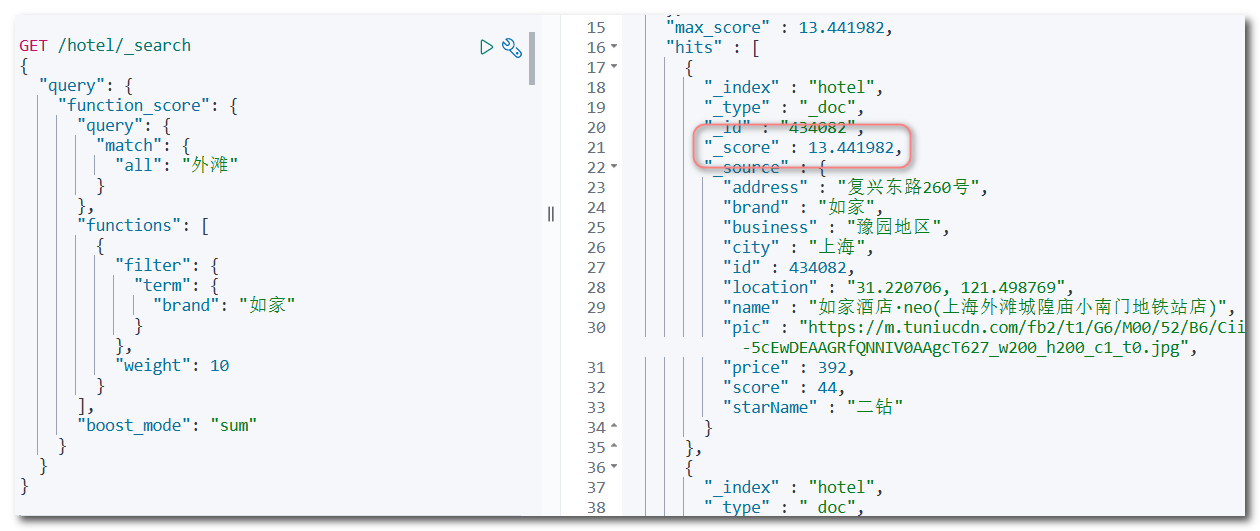 GET /hotel/_search
{
  "query": {
    "function_score": {
      "query": {
        "match": {
          "all": "外滩"
        }
      },
      "functions": [
        {
          "filter": {
            "term": {
              "brand": "如家"
            }
          },
          "weight": 10
        }
      ],
      "boost_mode": "sum"
    }
  }
}
15 "max_score" : 13.441982,
16 "hits" : [
17 {
18 "_index" : "hotel",
19 "_type" : "_doc",
20 "_id" : "434082",
21 "_score" : 13.441982,
22 "_source" : {
23 "address" : "复兴东路260号",
24 "brand" : "如家",
25 "business" : "豫园地区",
26 "city" : "上海",
27 "id" : 434082,
28 "location" : "31.220706, 121.498769",
29 "name" : "如家酒店·neo(上海外滩城隍庙小南门地铁站店)",
30 "pic" : "https://m.tuniucdn.com/fb2/t1/G6/M00/52/B6/Cii
-5cEwDEAAGRfQNNIV0AAgcT627_w200_h200_c1_t0.jpg",
31 "price" : 392,
32 "score" : 44,
33 "starName" : "二钻"
34 }
35 },
36 {
37 "_index" : "hotel",
38 "_type" : "_doc",